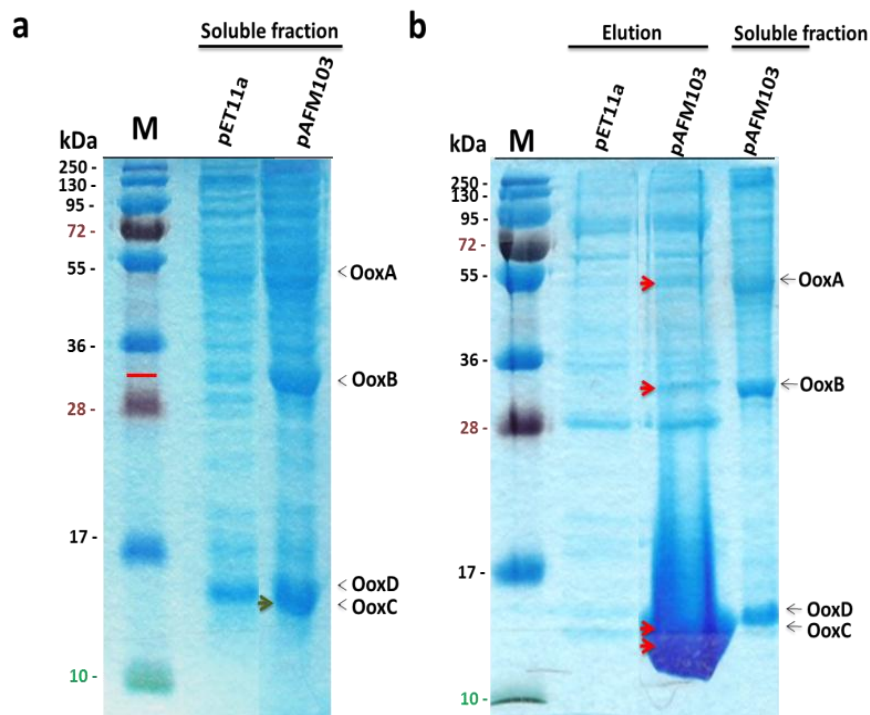 a
Soluble fraction
pET11a
pAFM103
kDa
M
250 -
130 -
95 -
72 -
55 -
36 -
28 -
17 -
10 -
OoxA
OoxB
OoxD
OoxC
b
Elution
Soluble fraction
pET11a
pAFM103
pAFM103
kDa
M
250 -
130 -
95 -
72 -
55 -
36 -
28 -
17 -
10 -
OoxA
OoxB
OoxD
OoxC